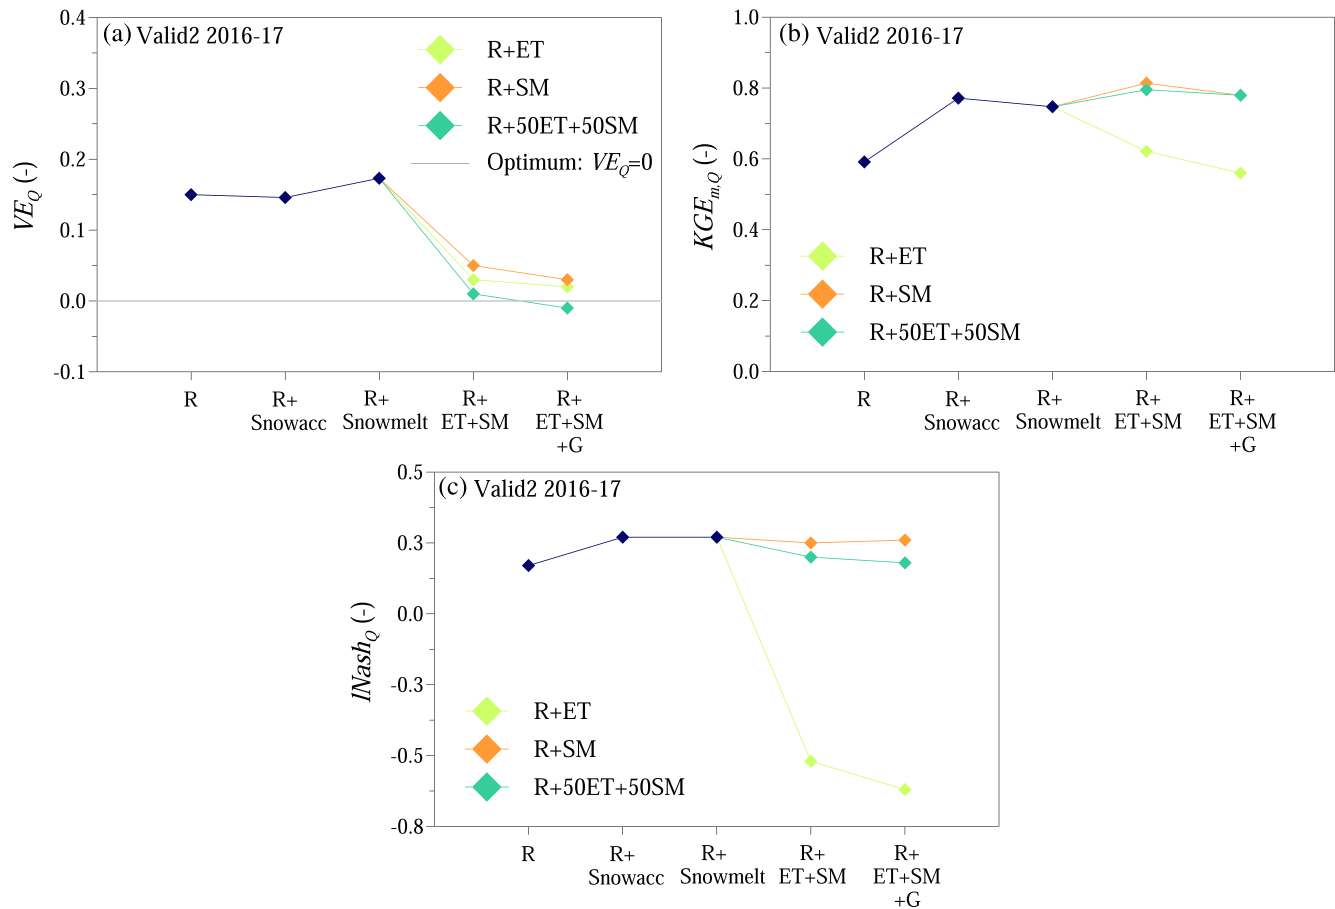 (a) Valid2 2016-17
0.4
0.3
0.2
0.1
0.0
-0.1
VE_Q (-)
R+ET
R+SM
R+50ET+50SM
Optimum: VE_Q=0
R
R+
Snowacc
R+
Snowmelt
R+
ET+SM
R+
ET+SM
+G
(b) Valid2 2016-17
1.0
0.8
0.6
0.4
0.2
0.0
KGE_m,Q (-)
R+ET
R+SM
R+50ET+50SM
R
R+
Snowacc
R+
Snowmelt
R+
ET+SM
R+
ET+SM
+G
(c) Valid2 2016-17
0.5
0.3
0.0
-0.3
-0.5
-0.8
lNash_Q (-)
R+ET
R+SM
R+50ET+50SM
R
R+
Snowacc
R+
Snowmelt
R+
ET+SM
R+
ET+SM
+G